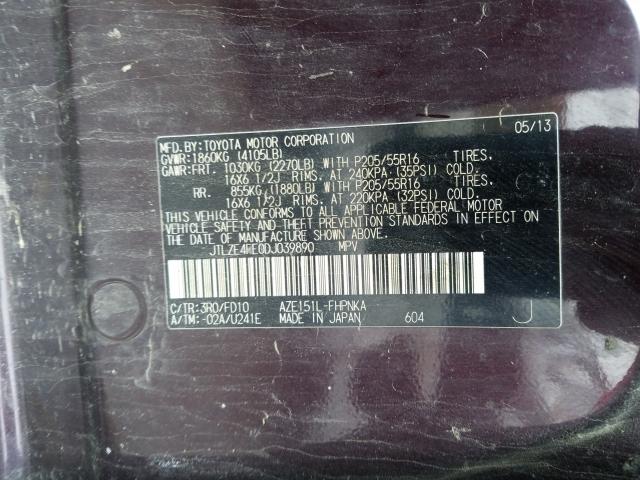 MFD. BY: TOYOTA MOTOR CORPORATION 05/13
GVWR: 1860KG (4105LB)
GAWR: FRT. 1030KG (2270LB) WITH P205/55R16 TIRES,
16X6 1/2J RIMS, AT 240KPA (35PSI) COLD.
RR. 855KG (1880LB) WITH P205/55R16 TIRES,
16X6 1/2J RIMS, AT 220KPA (32PSI) COLD.
THIS VEHICLE CONFORMS TO ALL APPLICABLE FEDERAL MOTOR
VEHICLE SAFETY AND THEFT PREVENTION STANDARDS IN EFFECT ON
THE DATE OF MANUFACTURE SHOWN ABOVE.
JTLZE4FE0DJ039890 MPV
C/TR: 3R0/FD10 AZE151L-FHPNKA
A/TM: -02A/U241E MADE IN JAPAN 604 J